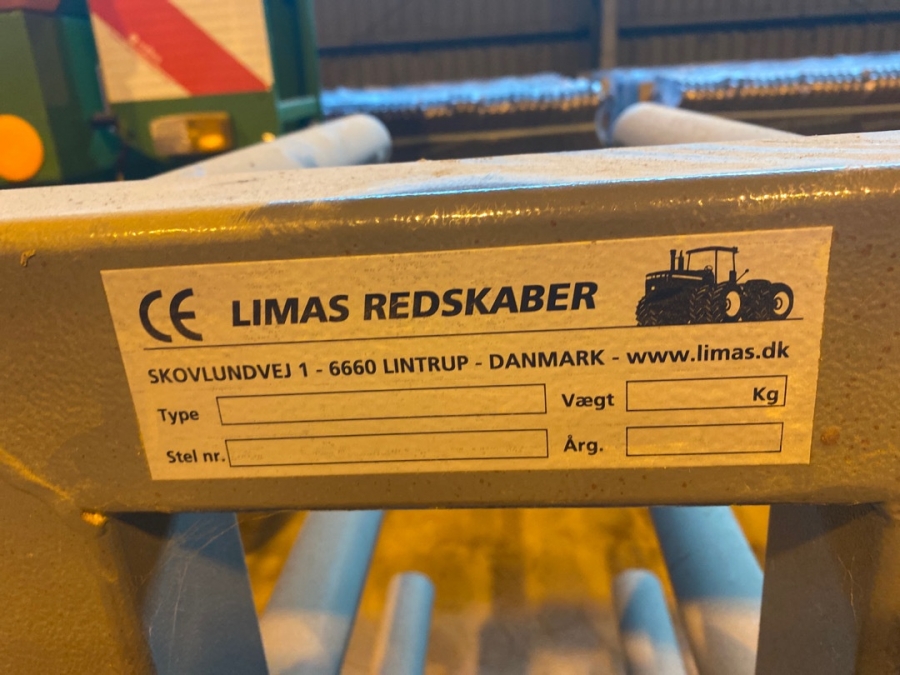 CE LIMAS REDSKABER
SKOVLUNDVEJ 1 - 6660 LINTRUP - DANMARK - www.limas.dk
Type
Vægt Kg
Stel nr.
Årg.